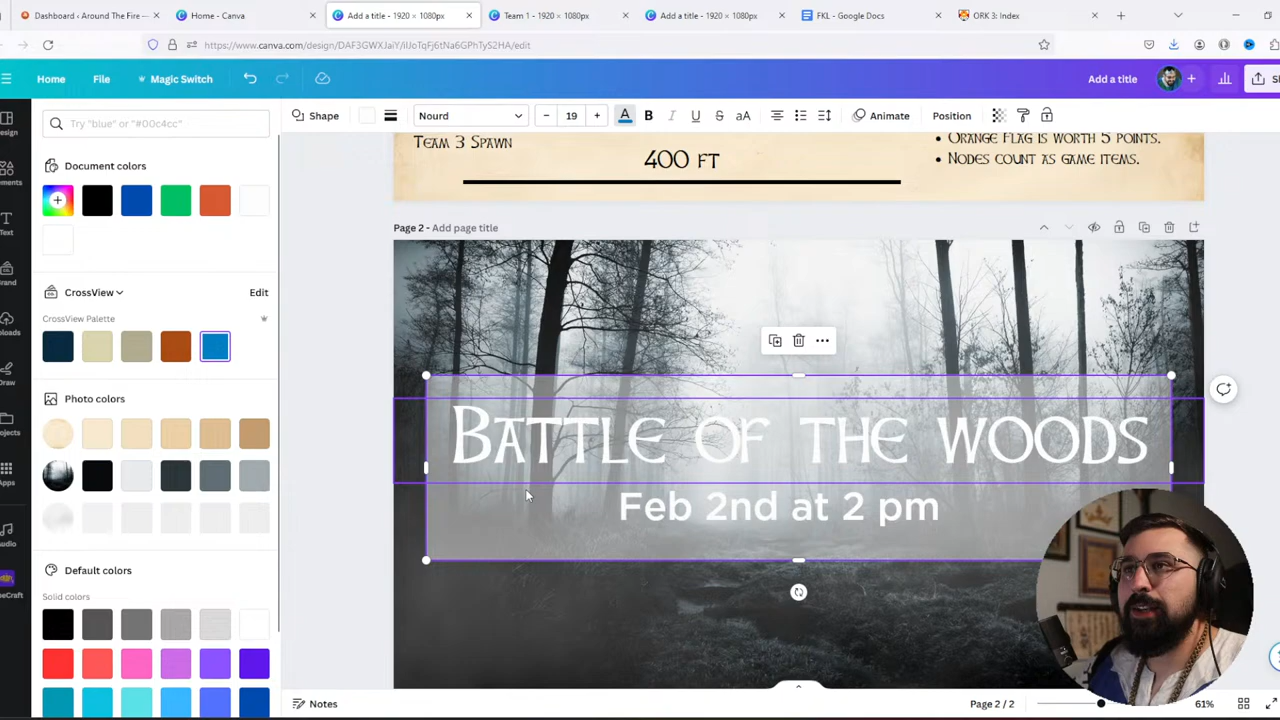 Dashboard ‹ Around The Fire —
Home - Canva
Add a title - 1920 × 1080px
Team 1 - 1920 × 1080px
Add a title - 1920 × 1080px
FKL - Google Docs
ORK 3: Index
https://www.canva.com/design/DAF3GWXJaiY/iUoTqFj6tNa6GPhTyS2HA/edit
Home
File
Magic Switch
Add a title
Shape
Nourd
19
Animate
Position
Try "blue" or "#00c4cc"
Document colors
CrossView
Edit
CrossView Palette
Photo colors
Default colors
Solid colors
Team 3 Spawn
400 ft
• Orange Flag is worth 5 points.
• Nodes count as game items.
Page 2 - Add page title
Battle of the woods
Feb 2nd at 2 pm
Notes
Page 2 / 2
61%